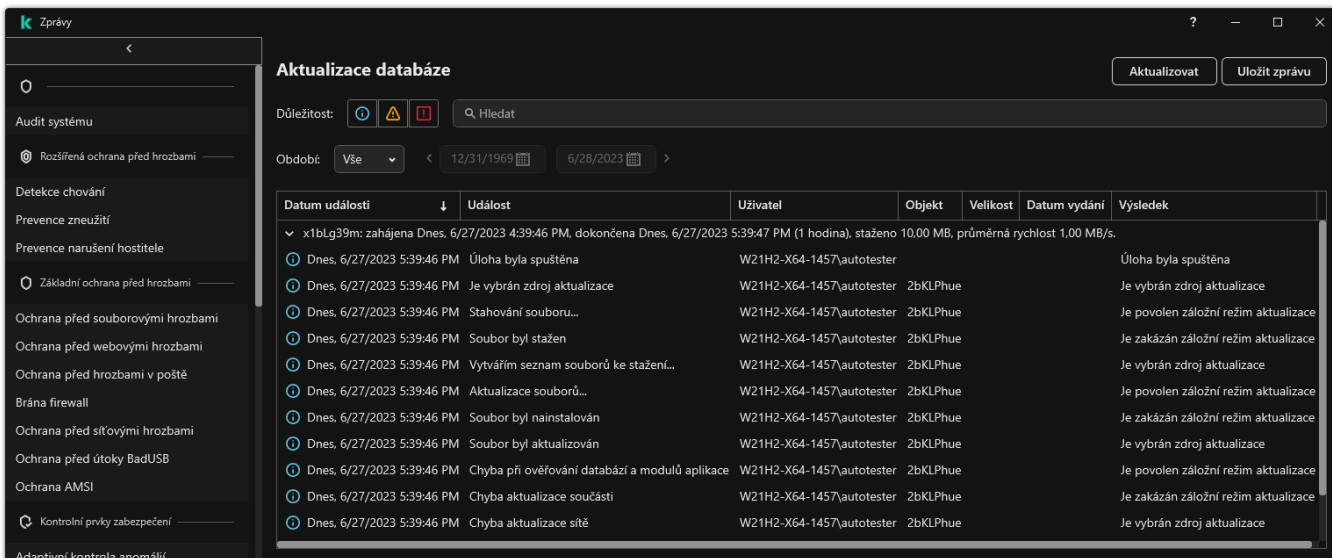 Zprávy
?
Aktualizace databáze
Aktualizovat
Uložit zprávu
Důležitost:
Hledat
Období:
Vše
12/31/1969
6/28/2023
Audit systému
Rozšířená ochrana před hrozbami
Detekce chování
Prevence zneužití
Prevence narušení hostitele
Základní ochrana před hrozbami
Ochrana před souborovými hrozbami
Ochrana před webovými hrozbami
Ochrana před hrozbami v poště
Brána firewall
Ochrana před síťovými hrozbami
Ochrana před útoky BadUSB
Ochrana AMSI
Kontrolní prvky zabezpečení
Adaptivní kontrola anomálií
Datum události ↓ Událost Uživatel Objekt Velikost Datum vydání Výsledek
x1bLg39m: zahájena Dnes, 6/27/2023 4:39:46 PM, dokončena Dnes, 6/27/2023 5:39:47 PM (1 hodina), staženo 10,00 MB, průměrná rychlost 1,00 MB/s.
Dnes, 6/27/2023 5:39:46 PM Úloha byla spuštěna W21H2-X64-1457\autotester Úloha byla spuštěna
Dnes, 6/27/2023 5:39:46 PM Je vybrán zdroj aktualizace W21H2-X64-1457\autotester 2bKLPhue Je vybrán zdroj aktualizace
Dnes, 6/27/2023 5:39:46 PM Stahování souboru... W21H2-X64-1457\autotester 2bKLPhue Je povolen záložní režim aktualizace
Dnes, 6/27/2023 5:39:46 PM Soubor byl stažen W21H2-X64-1457\autotester 2bKLPhue Je zakázán záložní režim aktualizace
Dnes, 6/27/2023 5:39:46 PM Vytvářím seznam souborů ke stažení... W21H2-X64-1457\autotester 2bKLPhue Je vybrán zdroj aktualizace
Dnes, 6/27/2023 5:39:46 PM Aktualizace souborů... W21H2-X64-1457\autotester 2bKLPhue Je povolen záložní režim aktualizace
Dnes, 6/27/2023 5:39:46 PM Soubor byl nainstalován W21H2-X64-1457\autotester 2bKLPhue Je zakázán záložní režim aktualizace
Dnes, 6/27/2023 5:39:46 PM Soubor byl aktualizován W21H2-X64-1457\autotester 2bKLPhue Je vybrán zdroj aktualizace
Dnes, 6/27/2023 5:39:46 PM Chyba při ověřování databází a modulů aplikace W21H2-X64-1457\autotester 2bKLPhue Je povolen záložní režim aktualizace
Dnes, 6/27/2023 5:39:46 PM Chyba aktualizace součásti W21H2-X64-1457\autotester 2bKLPhue Je zakázán záložní režim aktualizace
Dnes, 6/27/2023 5:39:46 PM Chyba aktualizace sítě W21H2-X64-1457\autotester 2bKLPhue Je vybrán zdroj aktualizace